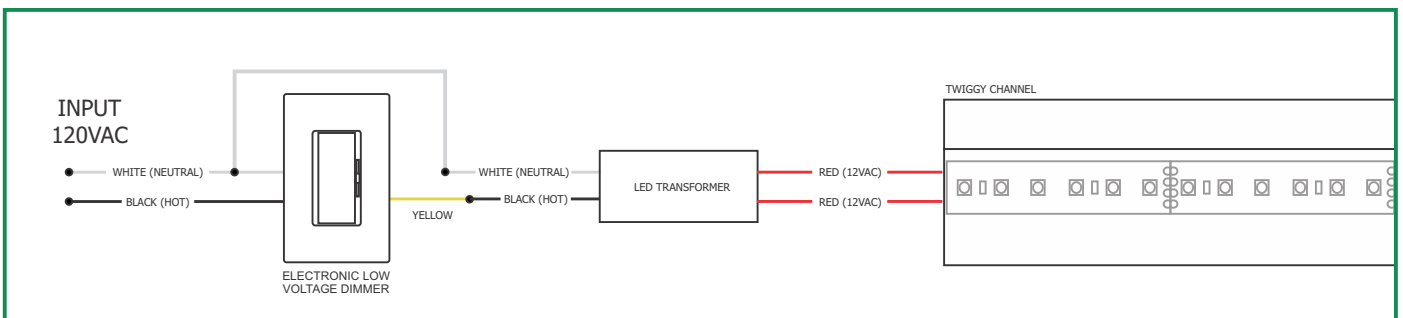 TWIGGY CHANNEL
INPUT
120VAC
WHITE (NEUTRAL)
BLACK (HOT)
YELLOW
WHITE (NEUTRAL)
BLACK (HOT)
LED TRANSFORMER
RED (12VAC)
RED (12VAC)
ELECTRONIC LOW
VOLTAGE DIMMER